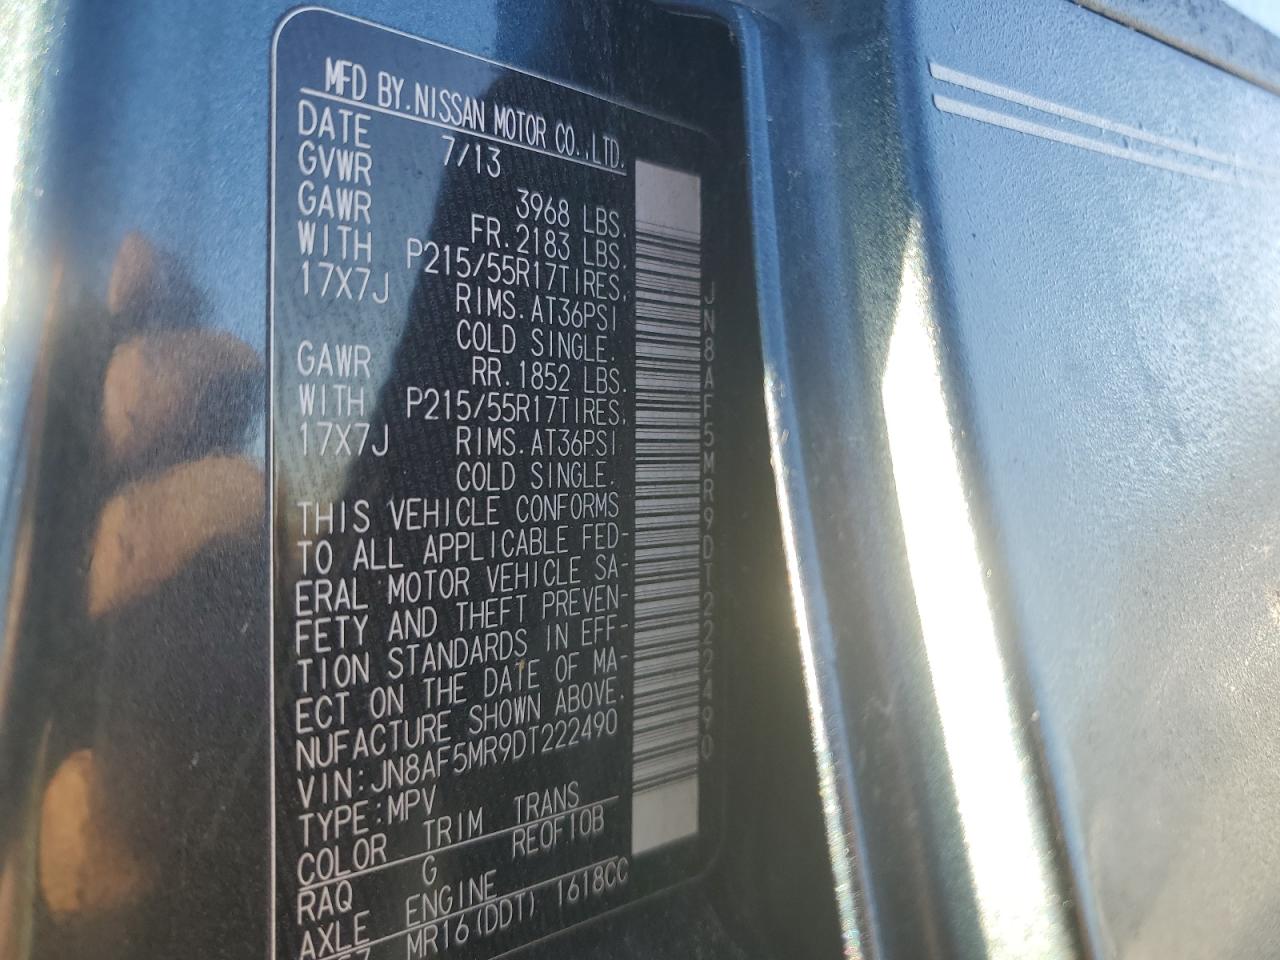 MFD BY.NISSAN MOTOR CO.,LTD.
DATE 7/13
GVWR 3968 LBS.
GAWR FR.2183 LBS.
WITH P215/55R17TIRES,
17X7J RIMS.AT36PSI
COLD SINGLE.
GAWR RR.1852 LBS.
WITH P215/55R17TIRES,
17X7J RIMS.AT36PSI
COLD SINGLE.
THIS VEHICLE CONFORMS
TO ALL APPLICABLE FED-
ERAL MOTOR VEHICLE SA-
FETY AND THEFT PREVEN-
TION STANDARDS IN EFF-
ECT ON THE DATE OF MA-
NUFACTURE SHOWN ABOVE.
VIN:JN8AF5MR9DT222490
TYPE:MPV
COLOR TRIM TRANS
RAQ G RE0F10B
AXLE ENGINE
MR16(DDT) 1618CC
JN8AF5MR9DT222490